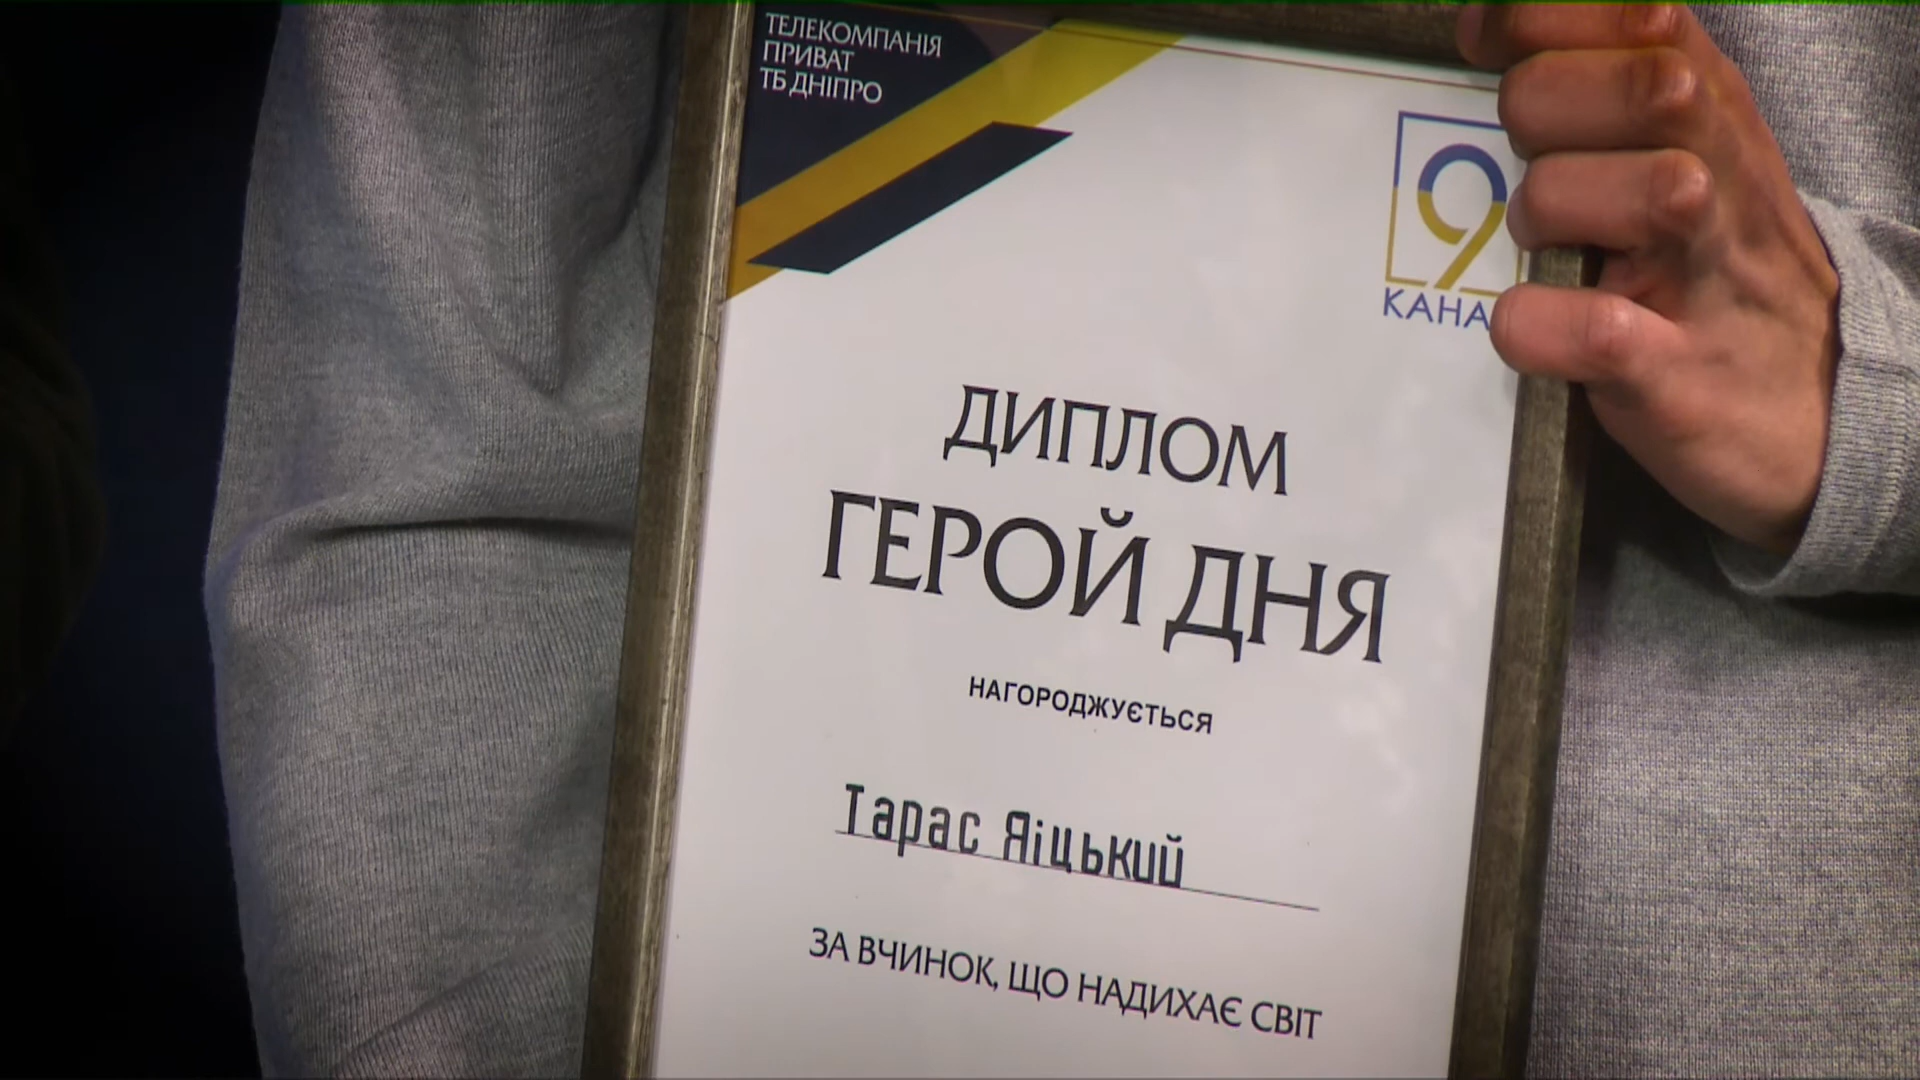 ТЕЛЕКОМПАНІЯ
ПРИВАТ
ТБ ДНІПРО
9
КАНА
ДИПЛОМ
ГЕРОЙ ДНЯ
НАГОРОДЖУЄТЬСЯ
Тарас Яіцький
ЗА ВЧИНОК, ЩО НАДИХАЄ СВІТ